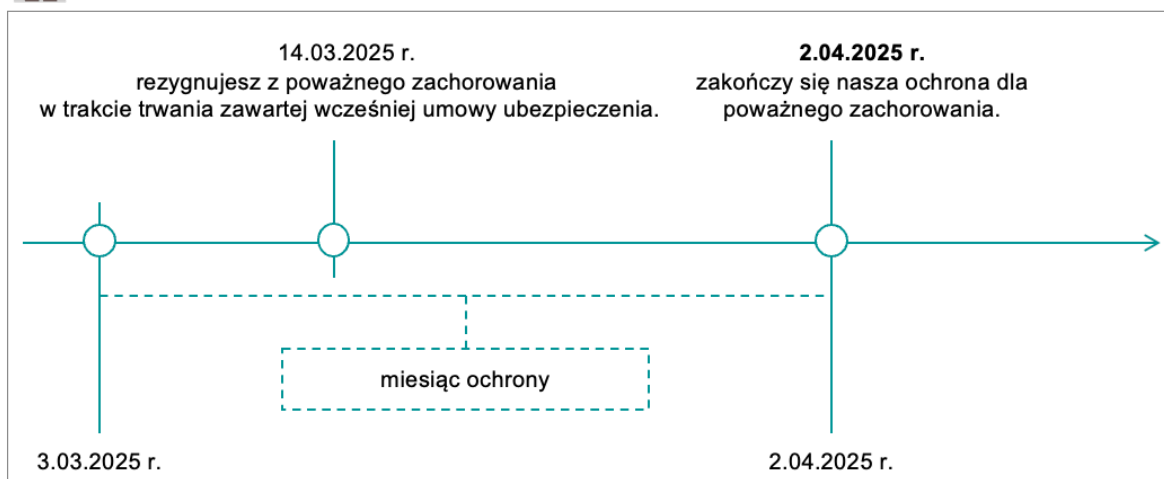 14.03.2025 r.
rezygnujesz z poważnego zachorowania
w trakcie trwania zawartej wcześniej umowy ubezpieczenia.
2.04.2025 r.
zakończy się nasza ochrona dla
poważnego zachorowania.
miesiąc ochrony
3.03.2025 r.
2.04.2025 r.